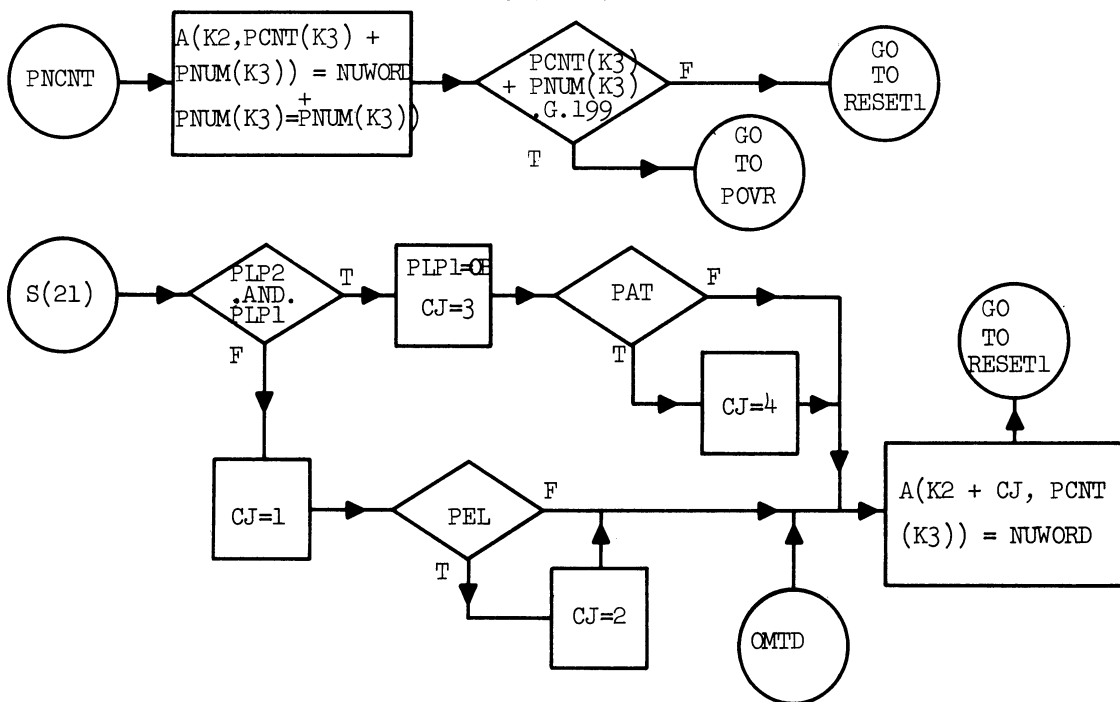 PNCNT
A(K2,PCNT(K3) +
PNUM(K3)) = NUWORD
+
PNUM(K3)=PNUM(K3))
PCNT(K3)
+ PNUM(K3)
.G.199
F
T
GO
TO
RESET1
GO
TO
POVR
S(21)
PLP2
.AND.
PLP1
T
F
PLP1=0B
CJ=3
PAT
F
T
CJ=4
GO
TO
RESET1
CJ=1
PEL
F
T
CJ=2
OMTD
A(K2 + CJ, PCNT
(K3)) = NUWORD